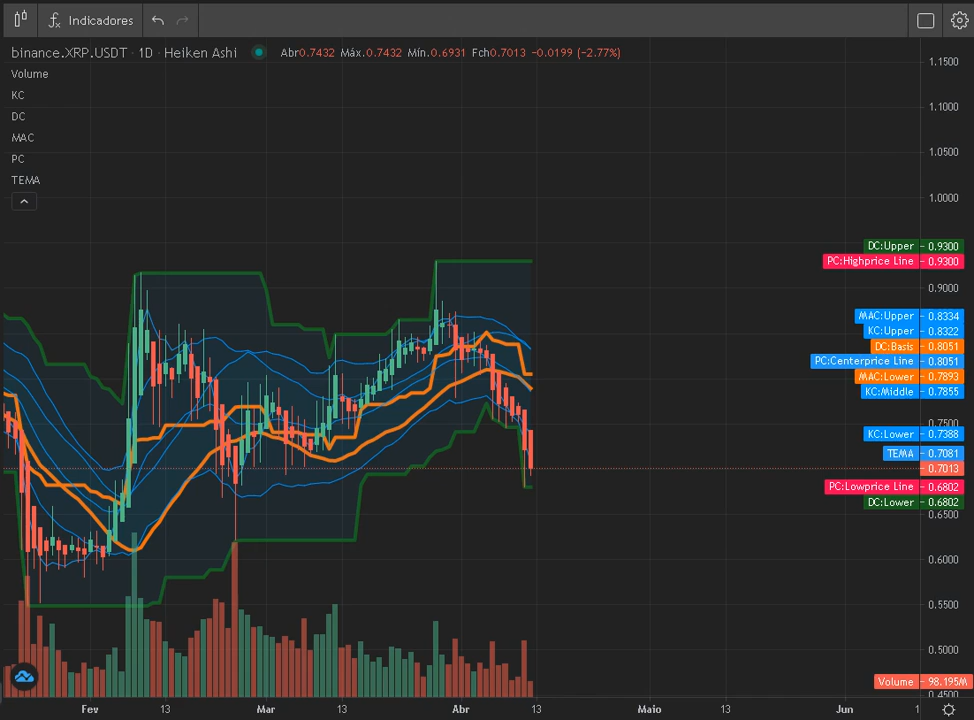 Indicadores
binance.XRP.USDT · 1D · Heiken Ashi Abr0.7432 Máx.0.7432 Mín.0.6931 Fch0.7013 -0.0199 (-2.77%)
Volume
KC
DC
MAC
PC
TEMA
1.1500
1.1000
1.0500
1.0000
DC:Upper 0.9300
PC:Highprice Line 0.9300
0.9000
MAC:Upper 0.8334
KC:Upper 0.8322
DC:Basis 0.8051
PC:Centerprice Line 0.8051
MAC:Lower 0.7893
KC:Middle 0.7855
0.7500
KC:Lower 0.7388
TEMA 0.7081
0.7013
PC:Lowprice Line 0.6802
DC:Lower 0.6802
0.6500
0.6000
0.5500
0.5000
Volume 98.195M
0.4500
Fev 13 Mar 13 Abr 13 Maio 13 Jun 1